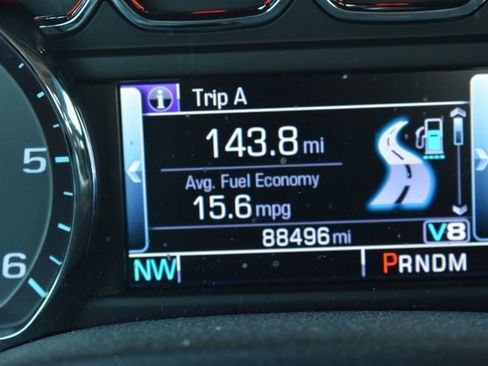 Trip A
143.8 mi
Avg. Fuel Economy
15.6 mpg
88496 mi
V8
NW
PRNDM
5
6